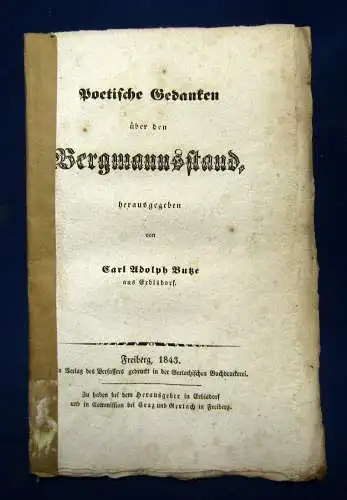 Poetische Gedanken
über den
Bergmannsstand,
herausgegeben
von
Carl Adolph Butze
aus Erbisdorf.
Freiberg, 1843.
Verlag des Verfassers gedruckt in der Gerlachischen Buchdruckerei.
Zu haben bei dem Herausgeber in Erbisdorf
und in Commission bei Craz und Gerlach in Freiberg.